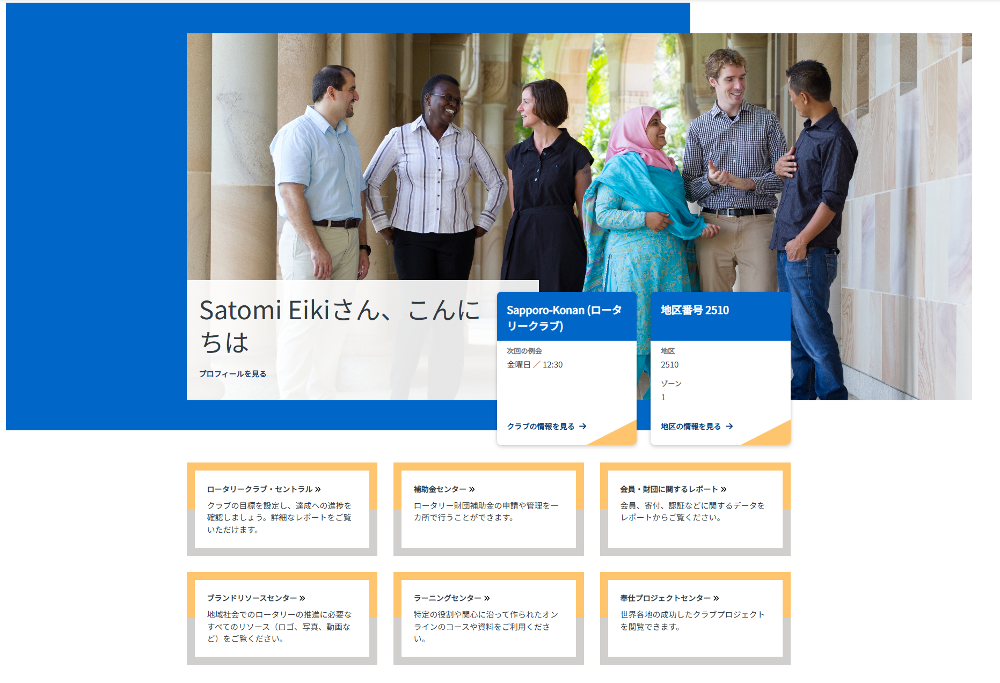 Satomi Eikiさん、こんに
ちは
プロフィールを見る
Sapporo-Konan (ロータ
リークラブ)
次回の例会
金曜日 ／ 12:30
クラブの情報を見る →
地区番号 2510
地区
2510
ゾーン
1
地区の情報を見る →
ロータリークラブ・セントラル »
クラブの目標を設定し、達成への進捗を
確認しましょう。詳細なレポートをご覧
いただけます。
補助金センター »
ロータリー財団補助金の申請や管理を一
カ所で行うことができます。
会員・財団に関するレポート »
会員、寄付、認証などに関するデータを
レポートからご覧ください。
ブランドリソースセンター »
地域社会でのロータリーの推進に必要な
すべてのリソース（ロゴ、写真、動画な
ど）をご覧ください。
ラーニングセンター »
特定の役割や関心に沿って作られたオン
ラインのコースや資料をご利用くださ
い。
奉仕プロジェクトセンター »
世界各地の成功したクラブプロジェクト
を閲覧できます。